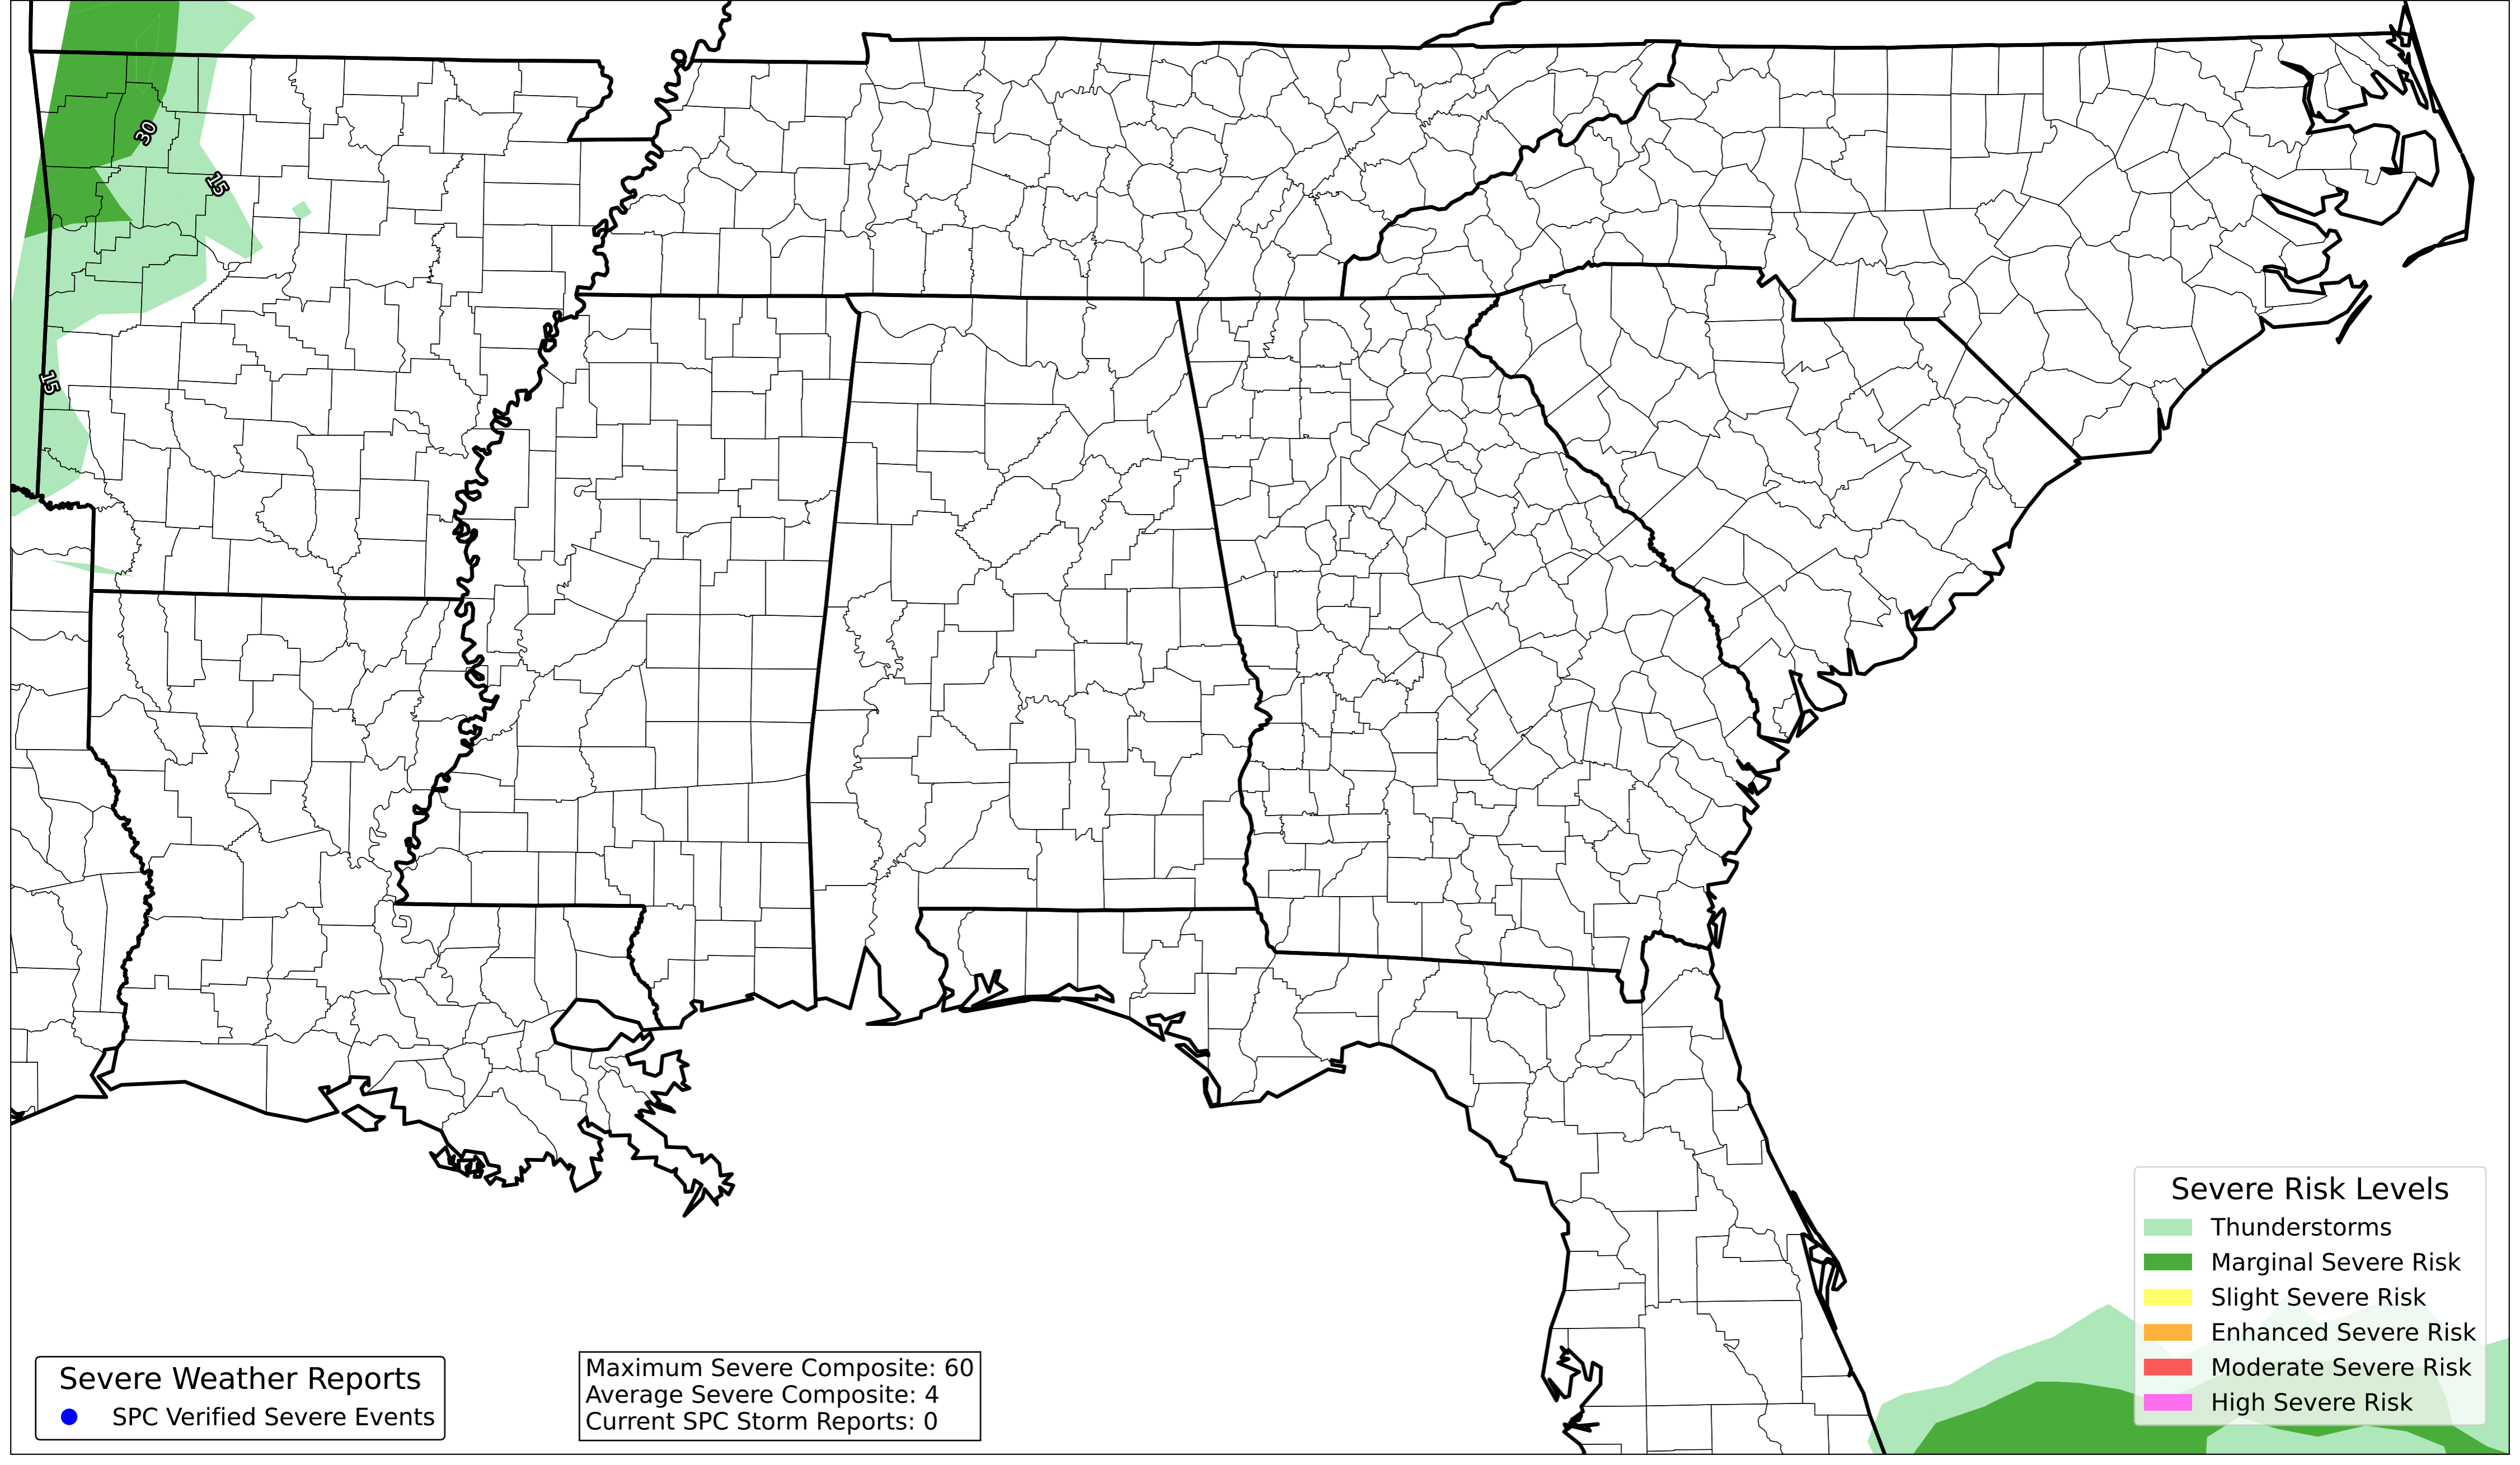 30
15
15
Severe Risk Levels
Thunderstorms
Marginal Severe Risk
Slight Severe Risk
Enhanced Severe Risk
Moderate Severe Risk
High Severe Risk
Severe Weather Reports
SPC Verified Severe Events
Maximum Severe Composite: 60
Average Severe Composite: 4
Current SPC Storm Reports: 0